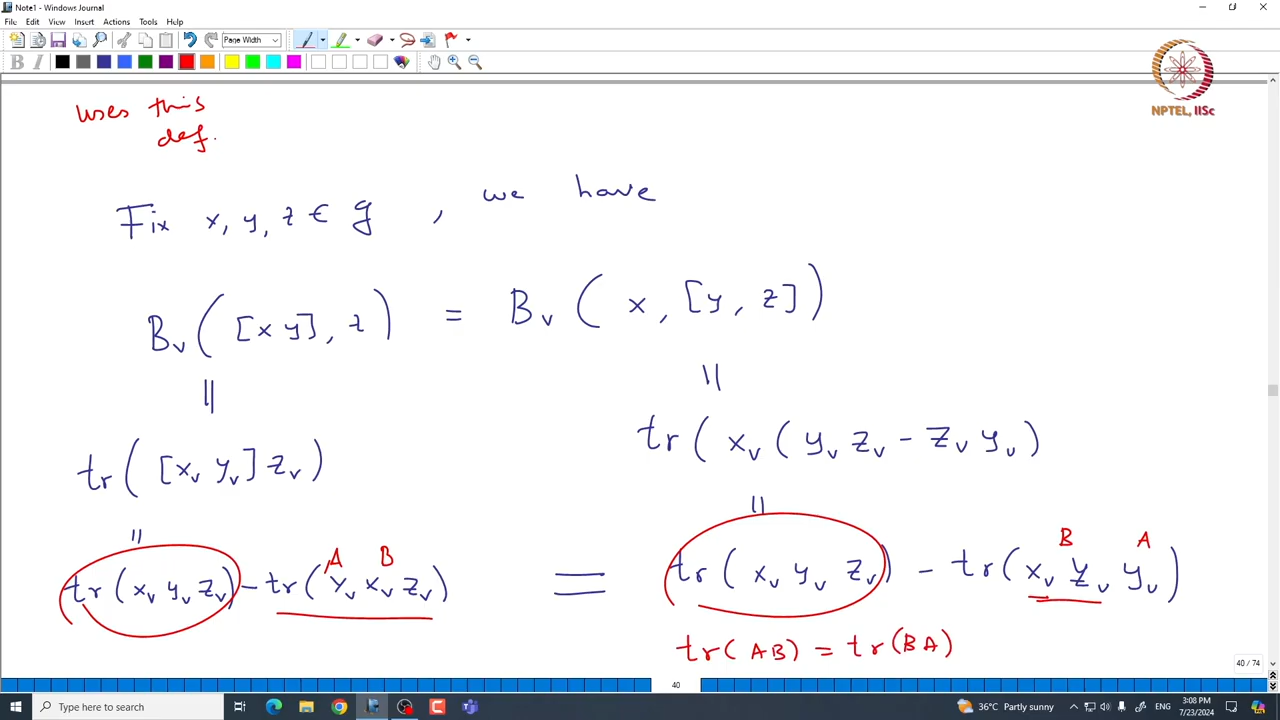 Note1 - Windows Journal
File Edit View Insert Actions Tools Help
Page Width
B I
NPTEL, IISc
uses this
def.
Fix x, y, z ∈ g , we have
B_v ( [x y], z ) = B_v ( x, [y, z] )
|| ||
tr ( [x_v y_v] z_v ) tr ( x_v ( y_v z_v - z_v y_v )
|| ||
A B B A
tr ( x_v y_v z_v ) - tr ( y_v x_v z_v ) = tr ( x_v y_v z_v ) - tr ( x_v z_v y_v )
tr ( AB ) = tr ( BA )
40 / 74
40
Type here to search
36°C Partly sunny
ENG
3:08 PM
7/23/2024